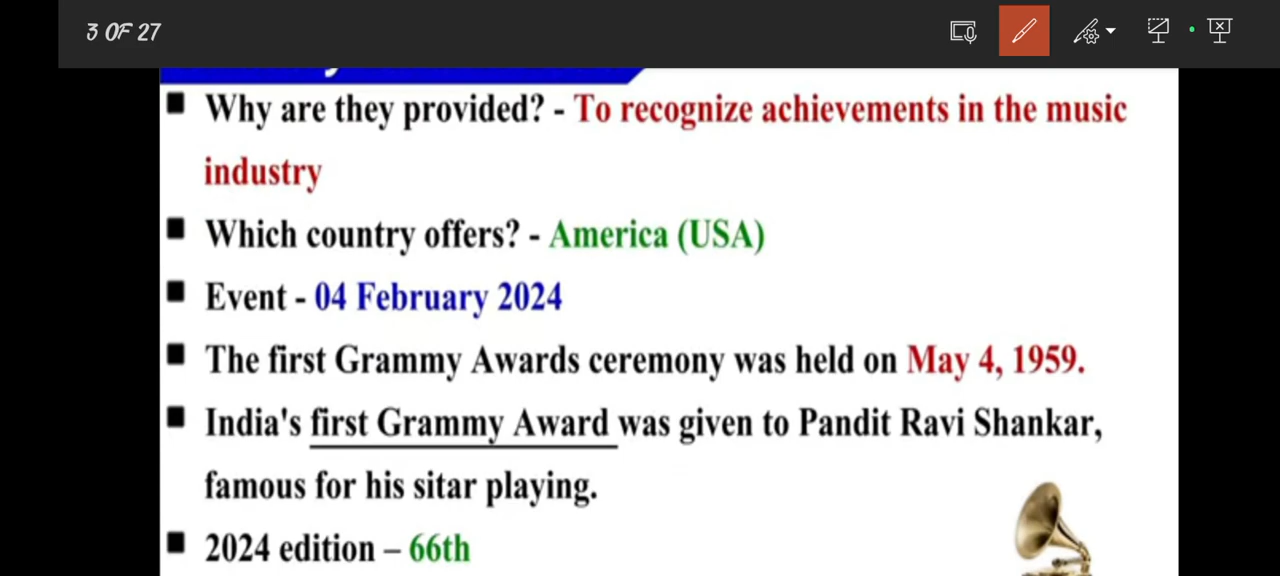 3 OF 27
■ Why are they provided? - To recognize achievements in the music
industry
■ Which country offers? - America (USA)
■ Event - 04 February 2024
■ The first Grammy Awards ceremony was held on May 4, 1959.
■ India's first Grammy Award was given to Pandit Ravi Shankar,
famous for his sitar playing.
■ 2024 edition – 66th